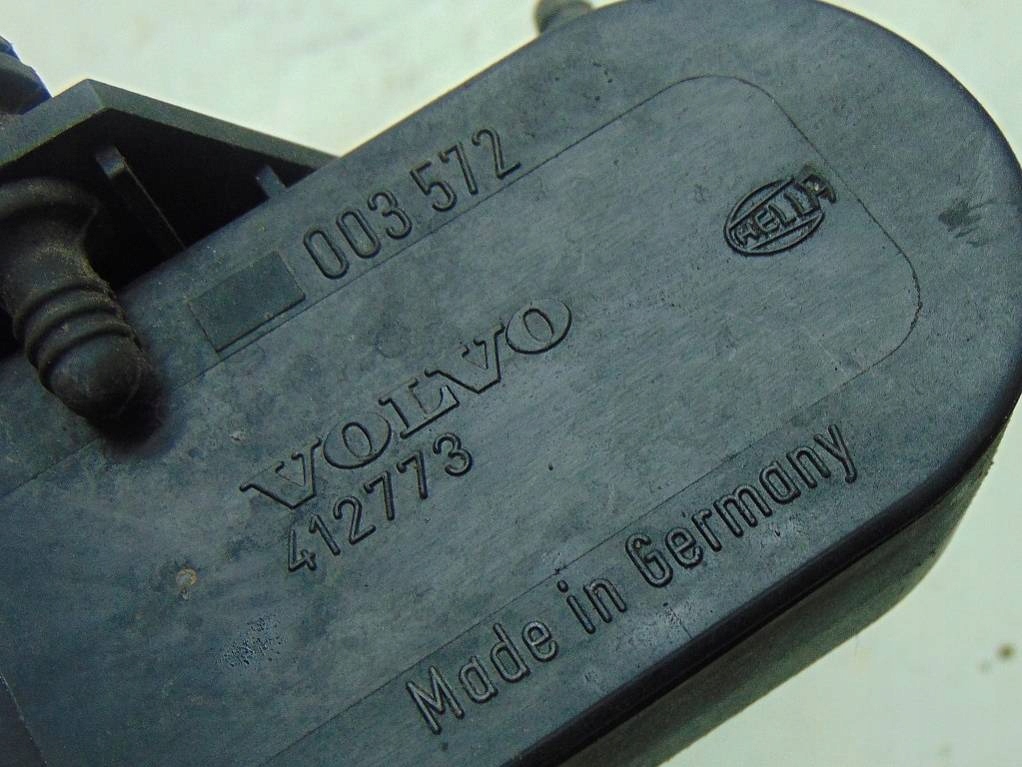 003 572
HELLA
VOLVO
412773
Made in Germany